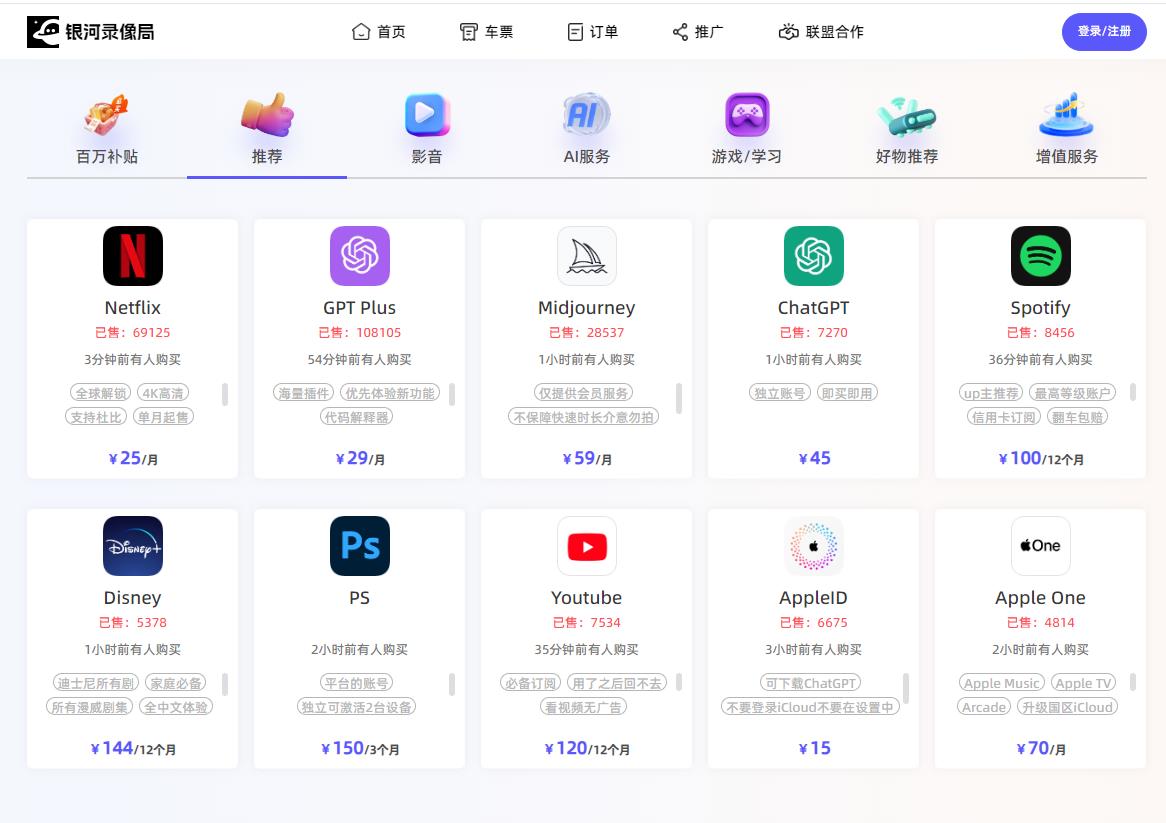 银河录像局
首页
车票
订单
推广
联盟合作
登录/注册
百万补贴
推荐
影音
AI
AI服务
游戏/学习
好物推荐
增值服务
Netflix
已售：69125
3分钟前有人购买
全球解锁 4K高清
支持杜比 单月起售
￥25/月
GPT Plus
已售：108105
54分钟前有人购买
海量插件 优先体验新功能
代码解释器
￥29/月
Midjourney
已售：28537
1小时前有人购买
仅提供会员服务
不保障快速时长介意勿拍
￥59/月
ChatGPT
已售：7270
1小时前有人购买
独立账号 即买即用
￥45
Spotify
已售：8456
36分钟前有人购买
up主推荐 最高等级账户
信用卡订阅 翻车包赔
￥100/12个月
Disney+
Disney
已售：5378
1小时前有人购买
迪士尼所有剧 家庭必备
所有漫威剧集 全中文体验
￥144/12个月
Ps
PS
2小时前有人购买
平台的账号
独立可激活2台设备
￥150/3个月
Youtube
已售：7534
35分钟前有人购买
必备订阅 用了之后回不去
看视频无广告
￥120/12个月
AppleID
已售：6675
3小时前有人购买
可下载ChatGPT
不要登录iCloud不要在设置中
￥15
One
Apple One
已售：4814
2小时前有人购买
Apple Music Apple TV
Arcade 升级国区iCloud
￥70/月